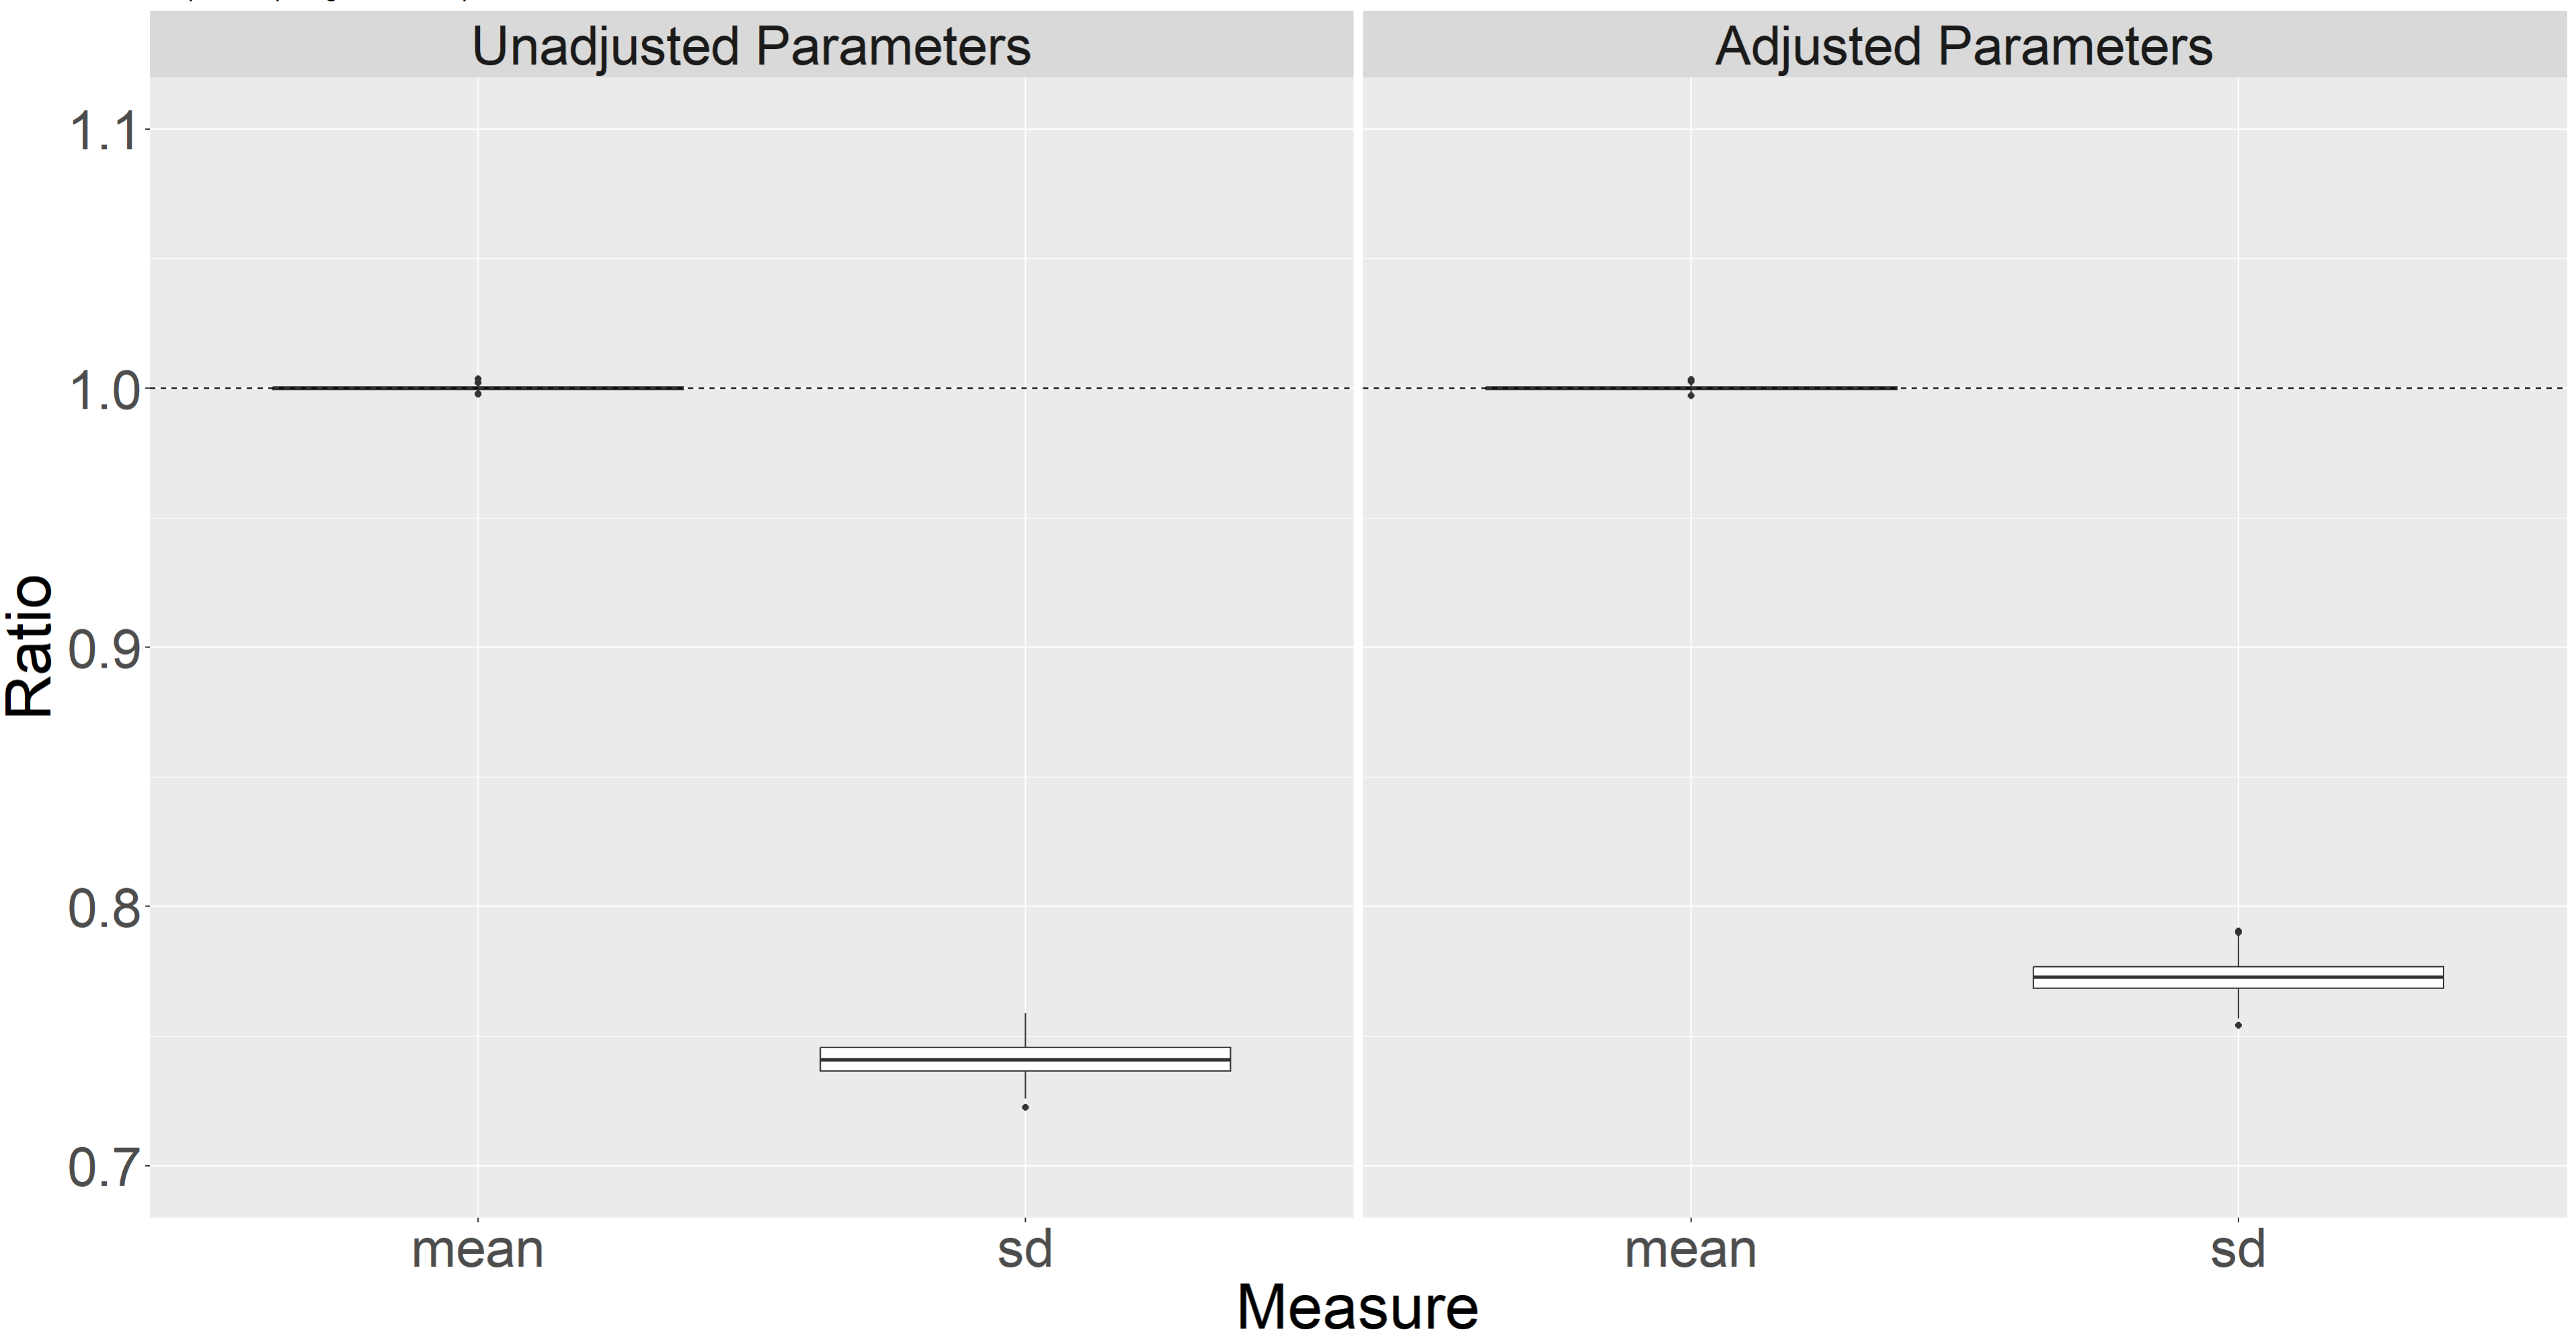 Unadjusted Parameters
Adjusted Parameters
1.1
1.0
0.9
0.8
0.7
Ratio
mean
sd
mean
sd
Measure